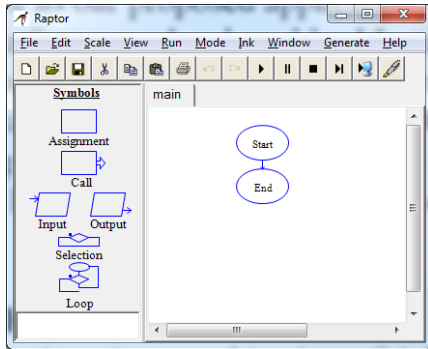 Raptor
File Edit Scale View Run Mode Ink Window Generate Help
Symbols
Assignment
Call
Input Output
Selection
Loop
main
Start
End